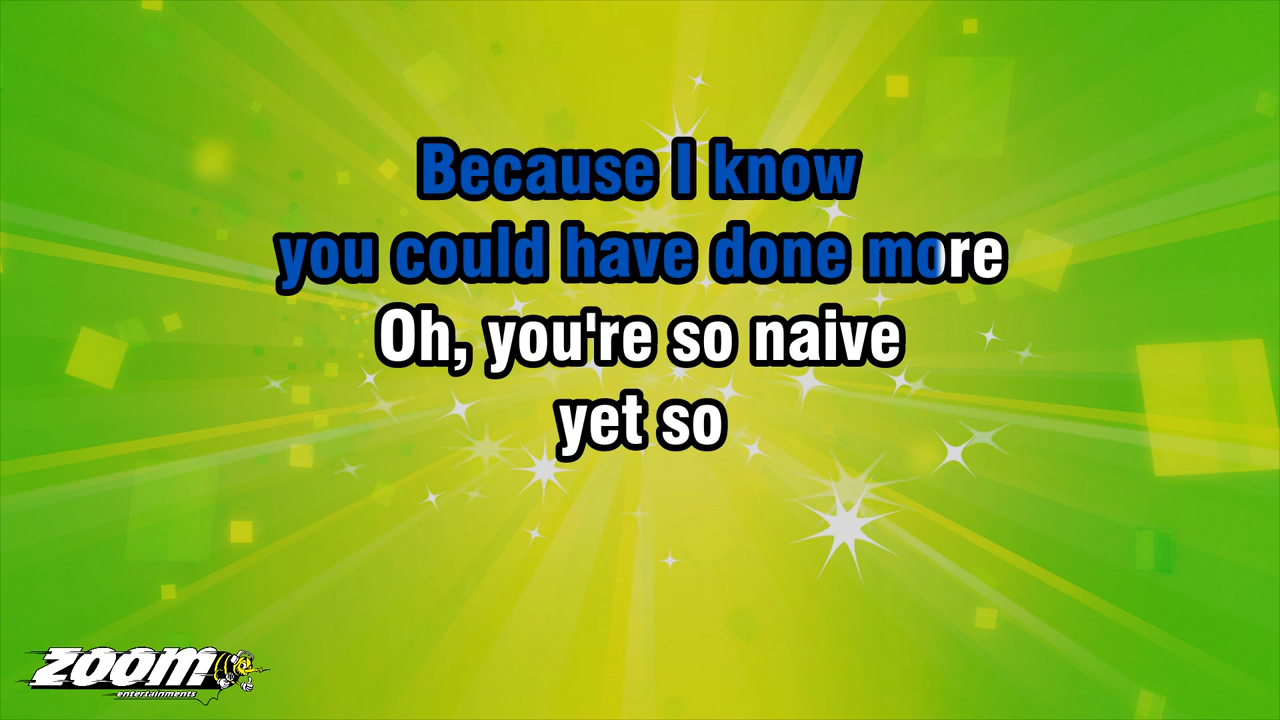 Because I know
you could have done more
Oh, you're so naive
yet so
zoom
entertainments